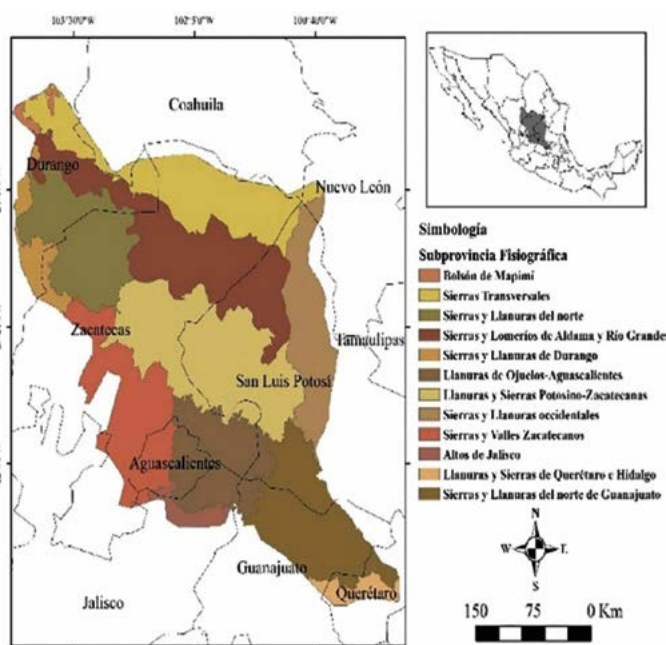 103°30'0"W 102°5'0"W 100°40'0"W
Coahuila
Durango
Nuevo León
Zacatecas
Tamaulipas
San Luis Potosí
Aguascalientes
Guanajuato
Querétaro
Jalisco
Simbología
Subprovincia Fisiográfica
Bolsón de Mapimí
Sierras Transversales
Sierras y Llanuras del norte
Sierras y Lomeríos de Aldama y Río Grande
Sierras y Llanuras de Durango
Llanuras de Ojuelos-Aguascalientes
Llanuras y Sierras Potosino-Zacatecanas
Sierras y Llanuras occidentales
Sierras y Valles Zacatecanos
Altos de Jalisco
Llanuras y Sierras de Querétaro e Hidalgo
Sierras y Llanuras del norte de Guanajuato
N
W E
S
150 75 0 Km